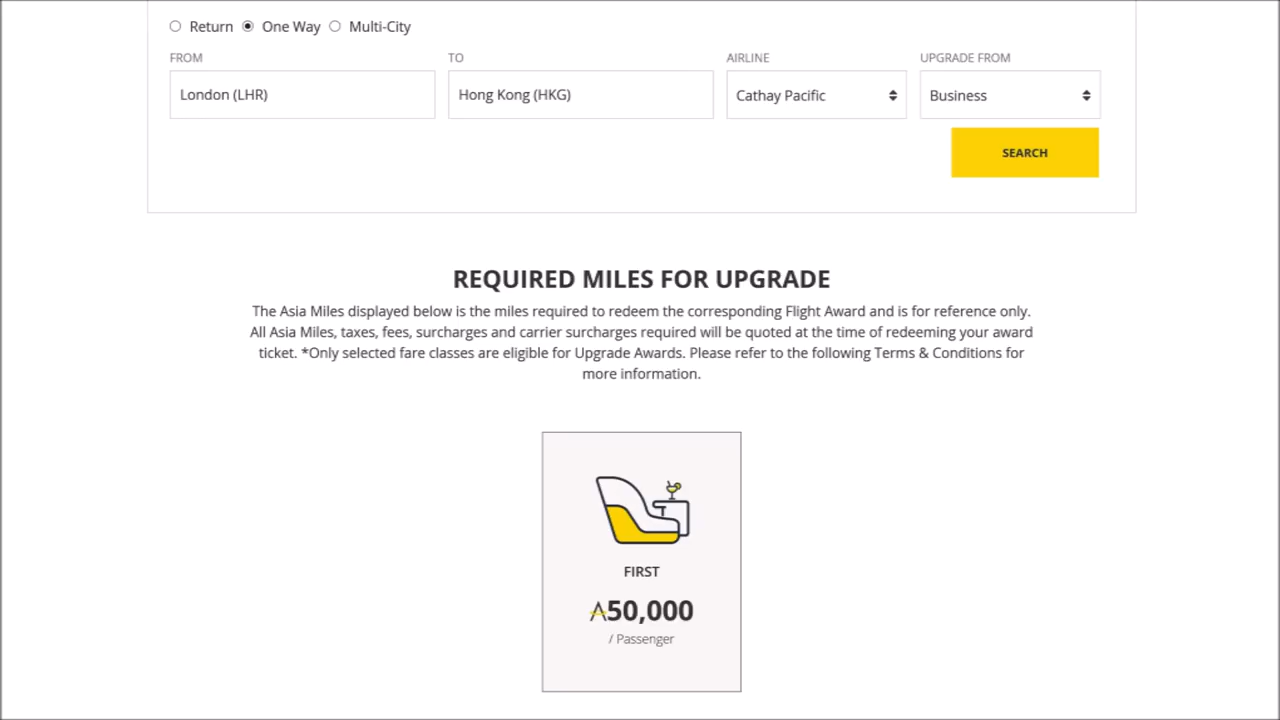 Return One Way Multi-City
FROM TO AIRLINE UPGRADE FROM
London (LHR) Hong Kong (HKG) Cathay Pacific Business
SEARCH
REQUIRED MILES FOR UPGRADE
The Asia Miles displayed below is the miles required to redeem the corresponding Flight Award and is for reference only.
All Asia Miles, taxes, fees, surcharges and carrier surcharges required will be quoted at the time of redeeming your award
ticket. *Only selected fare classes are eligible for Upgrade Awards. Please refer to the following Terms & Conditions for
more information.
FIRST
A50,000
/ Passenger